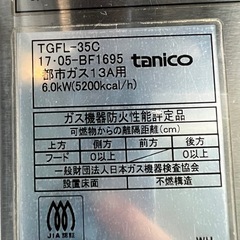 TGFL-35C
17・05-BF1695 tanico
都市ガス13A用
6.0kW(5200kcal/h)
ガス機器防火性能評定品
可燃物からの離隔距離(cm)
上方 側方 前方 後方
フード 0以上 0以上 0以上
一般財団法人日本ガス機器検査協会
設置床面 不燃構造
JIA